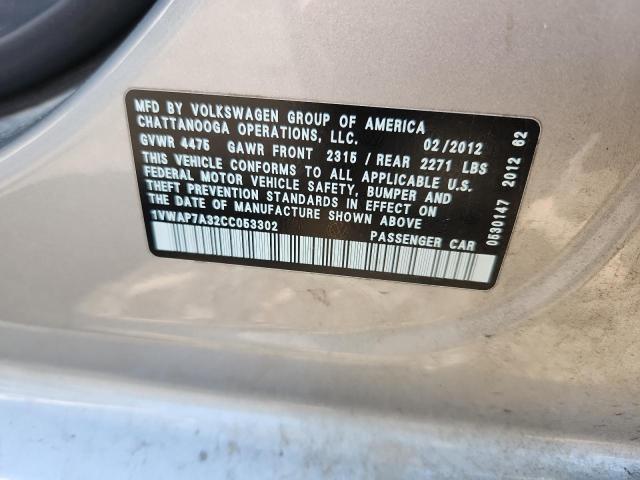 MFD BY VOLKSWAGEN GROUP OF AMERICA
CHATTANOOGA OPERATIONS, LLC. 02/2012
GVWR 4475 GAWR FRONT 2315 / REAR 2271 LBS
THIS VEHICLE CONFORMS TO ALL APPLICABLE U.S.
FEDERAL MOTOR VEHICLE SAFETY, BUMPER AND
THEFT PREVENTION STANDARDS IN EFFECT ON
THE DATE OF MANUFACTURE SHOWN ABOVE
1VWAP7A32CC053302 PASSENGER CAR
0530147 2012 62